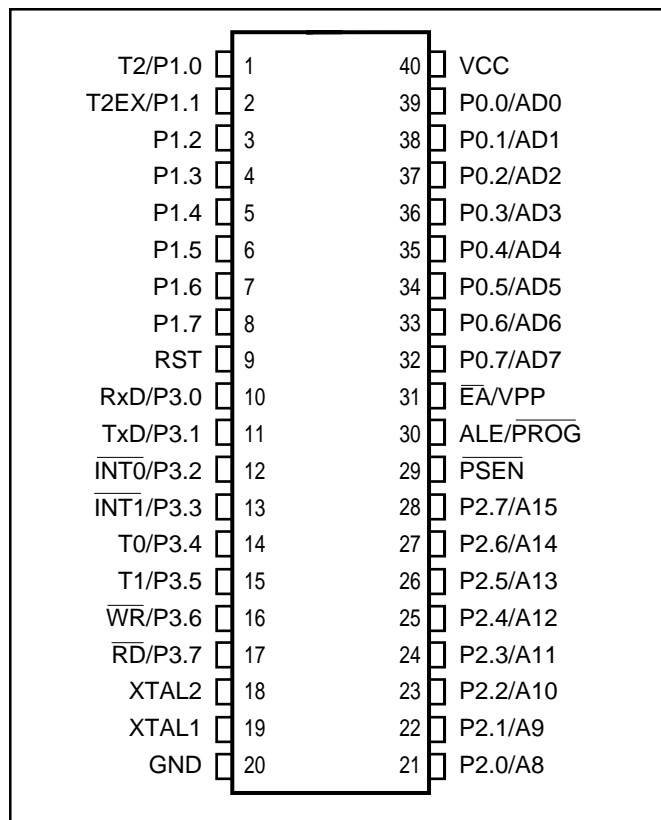 T2/P1.0 1 40 VCC
T2EX/P1.1 2 39 P0.0/AD0
P1.2 3 38 P0.1/AD1
P1.3 4 37 P0.2/AD2
P1.4 5 36 P0.3/AD3
P1.5 6 35 P0.4/AD4
P1.6 7 34 P0.5/AD5
P1.7 8 33 P0.6/AD6
RST 9 32 P0.7/AD7
RxD/P3.0 10 31 E̅A̅/VPP
TxD/P3.1 11 30 ALE/P̅R̅O̅G̅
I̅N̅T̅0̅/P3.2 12 29 P̅S̅E̅N̅
I̅N̅T̅1̅/P3.3 13 28 P2.7/A15
T0/P3.4 14 27 P2.6/A14
T1/P3.5 15 26 P2.5/A13
W̅R̅/P3.6 16 25 P2.4/A12
R̅D̅/P3.7 17 24 P2.3/A11
XTAL2 18 23 P2.2/A10
XTAL1 19 22 P2.1/A9
GND 20 21 P2.0/A8